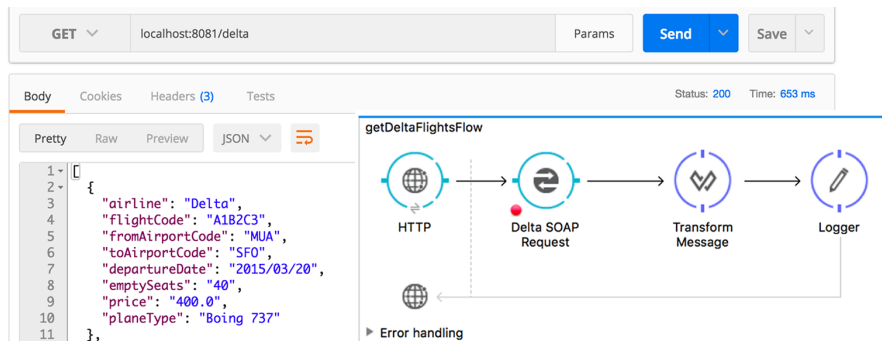 GET localhost:8081/delta Params Send Save
Body Cookies Headers (3) Tests Status: 200 Time: 653 ms
Pretty Raw Preview JSON
1 [
2 {
3 "airline": "Delta",
4 "flightCode": "A1B2C3",
5 "fromAirportCode": "MUA",
6 "toAirportCode": "SFO",
7 "departureDate": "2015/03/20",
8 "emptySeats": "40",
9 "price": "400.0",
10 "planeType": "Boing 737"
11 },
getDeltaFlightsFlow
HTTP
Delta SOAP
Request
Transform
Message
Logger
Error handling